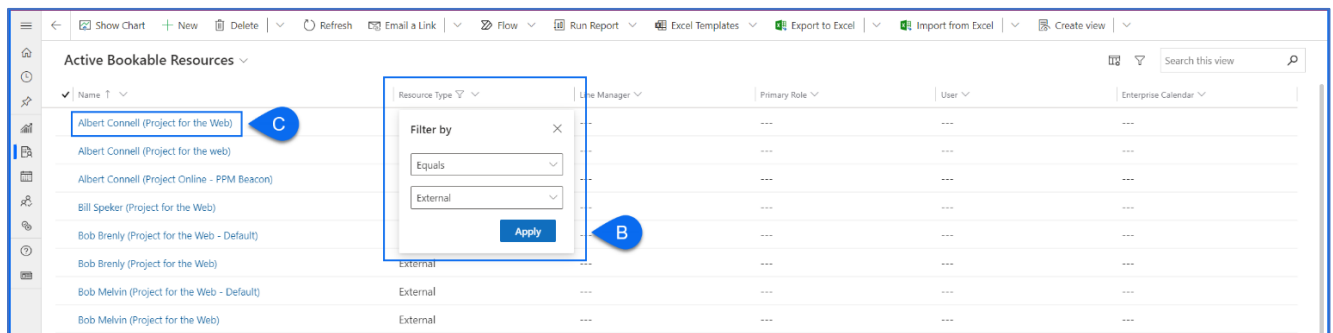 Show Chart New Delete Refresh Email a Link Flow Run Report Excel Templates Export to Excel Import from Excel Create view
Active Bookable Resources Search this view
Name Resource Type Line Manager Primary Role User Enterprise Calendar
Albert Connell (Project for the Web) C Filter by --- --- --- ---
Albert Connell (Project for the web) --- --- --- ---
Equals
Albert Connell (Project Online - PPM Beacon) --- --- --- ---
External
Bill Speker (Project for the Web) --- --- --- ---
Bob Brenly (Project for the Web - Default) Apply B --- --- --- ---
Bob Brenly (Project for the Web) External --- --- --- ---
Bob Melvin (Project for the Web - Default) External --- --- --- ---
Bob Melvin (Project for the Web) External --- --- --- ---